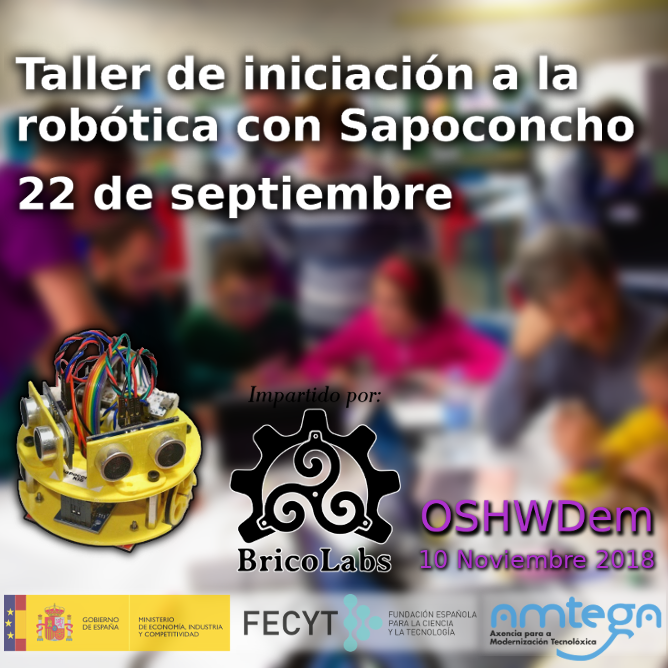 Taller de iniciación a la
robótica con Sapoconcho
22 de septiembre
Impartido por:
BricoLabs
OSHWDem
10 Noviembre 2018
GOBIERNO
DE ESPAÑA
MINISTERIO
DE ECONOMÍA, INDUSTRIA
Y COMPETITIVIDAD
FECYT
FUNDACIÓN ESPAÑOLA
PARA LA CIENCIA
Y LA TECNOLOGÍA
amtega
Axencia para a
Modernización Tecnolóxica